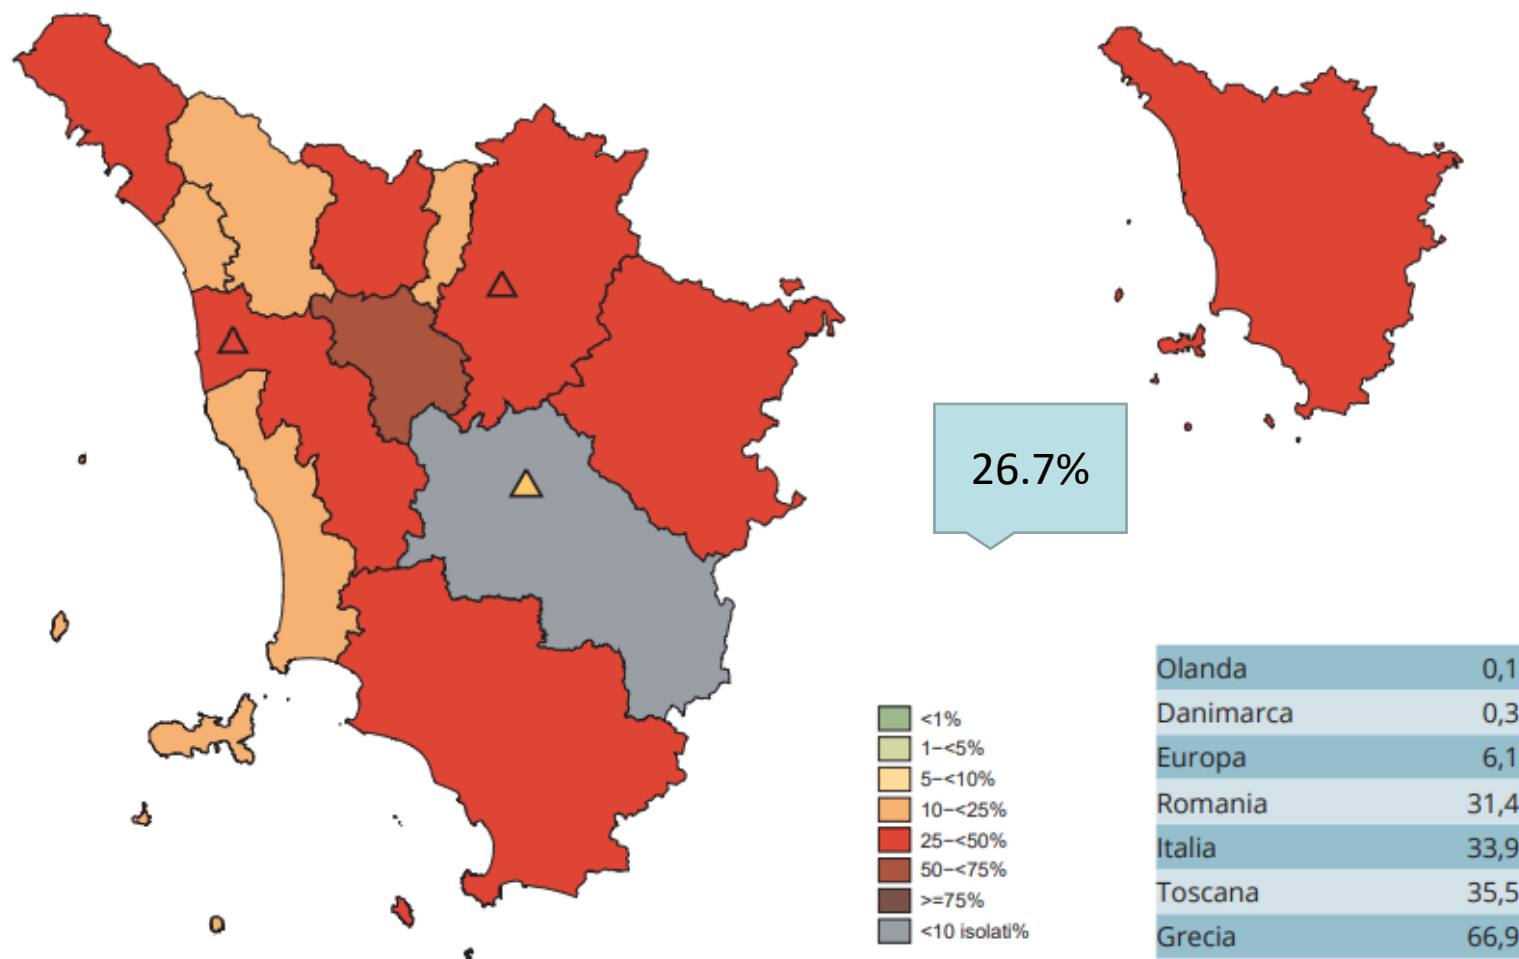 26.7%
<1%
1−<5%
5−<10%
10−<25%
25−<50%
50−<75%
>=75%
<10 isolati%
Olanda 0,1
Danimarca 0,3
Europa 6,1
Romania 31,4
Italia 33,9
Toscana 35,5
Grecia 66,9